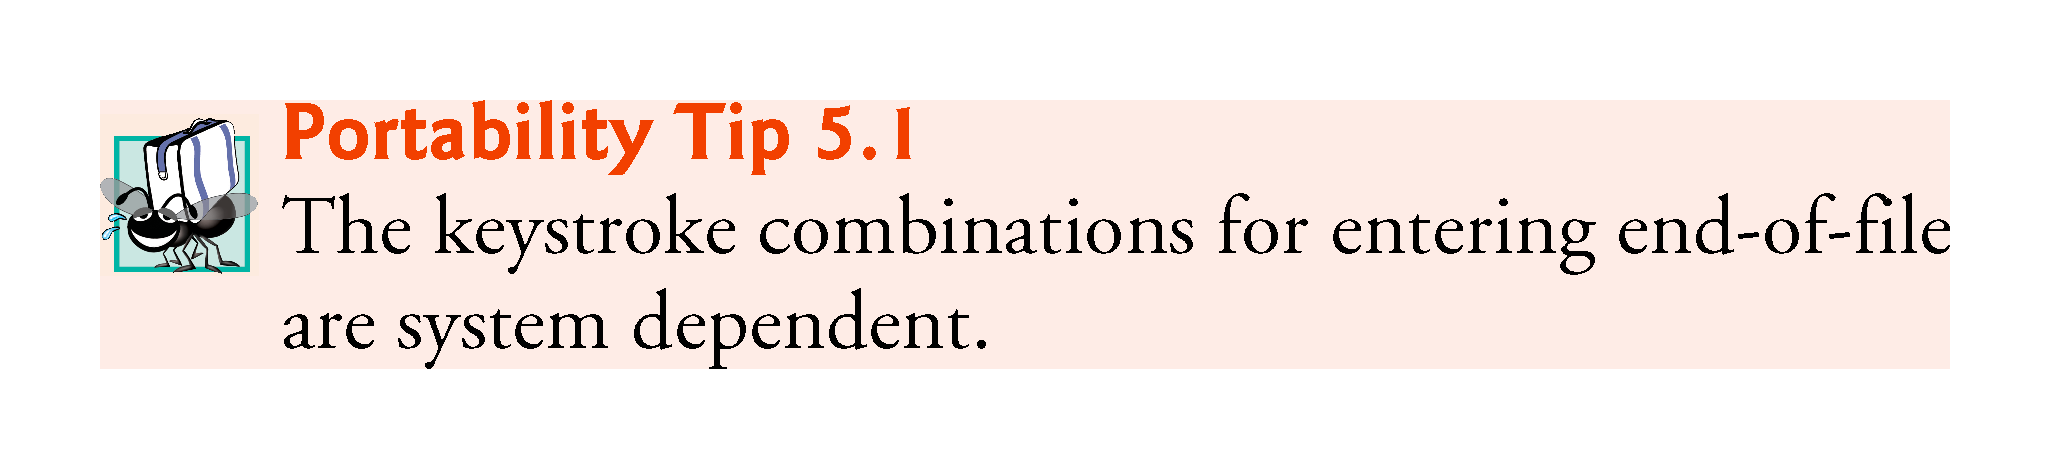 Portability Tip 5.1
The keystroke combinations for entering end-of-file
are system dependent.